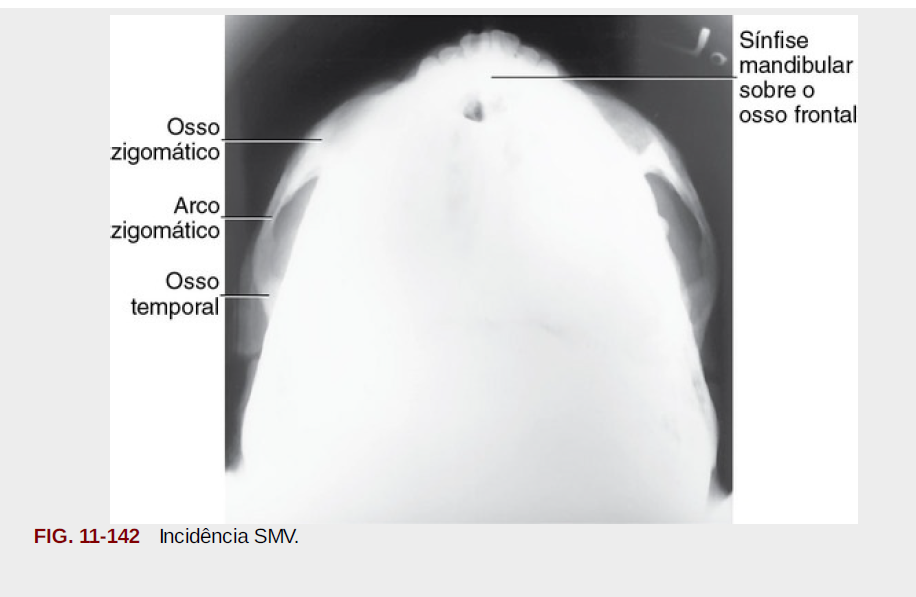 Sínfise
mandibular
sobre o
osso frontal
Osso
zigomático
Arco
zigomático
Osso
temporal
FIG. 11-142 Incidência SMV.